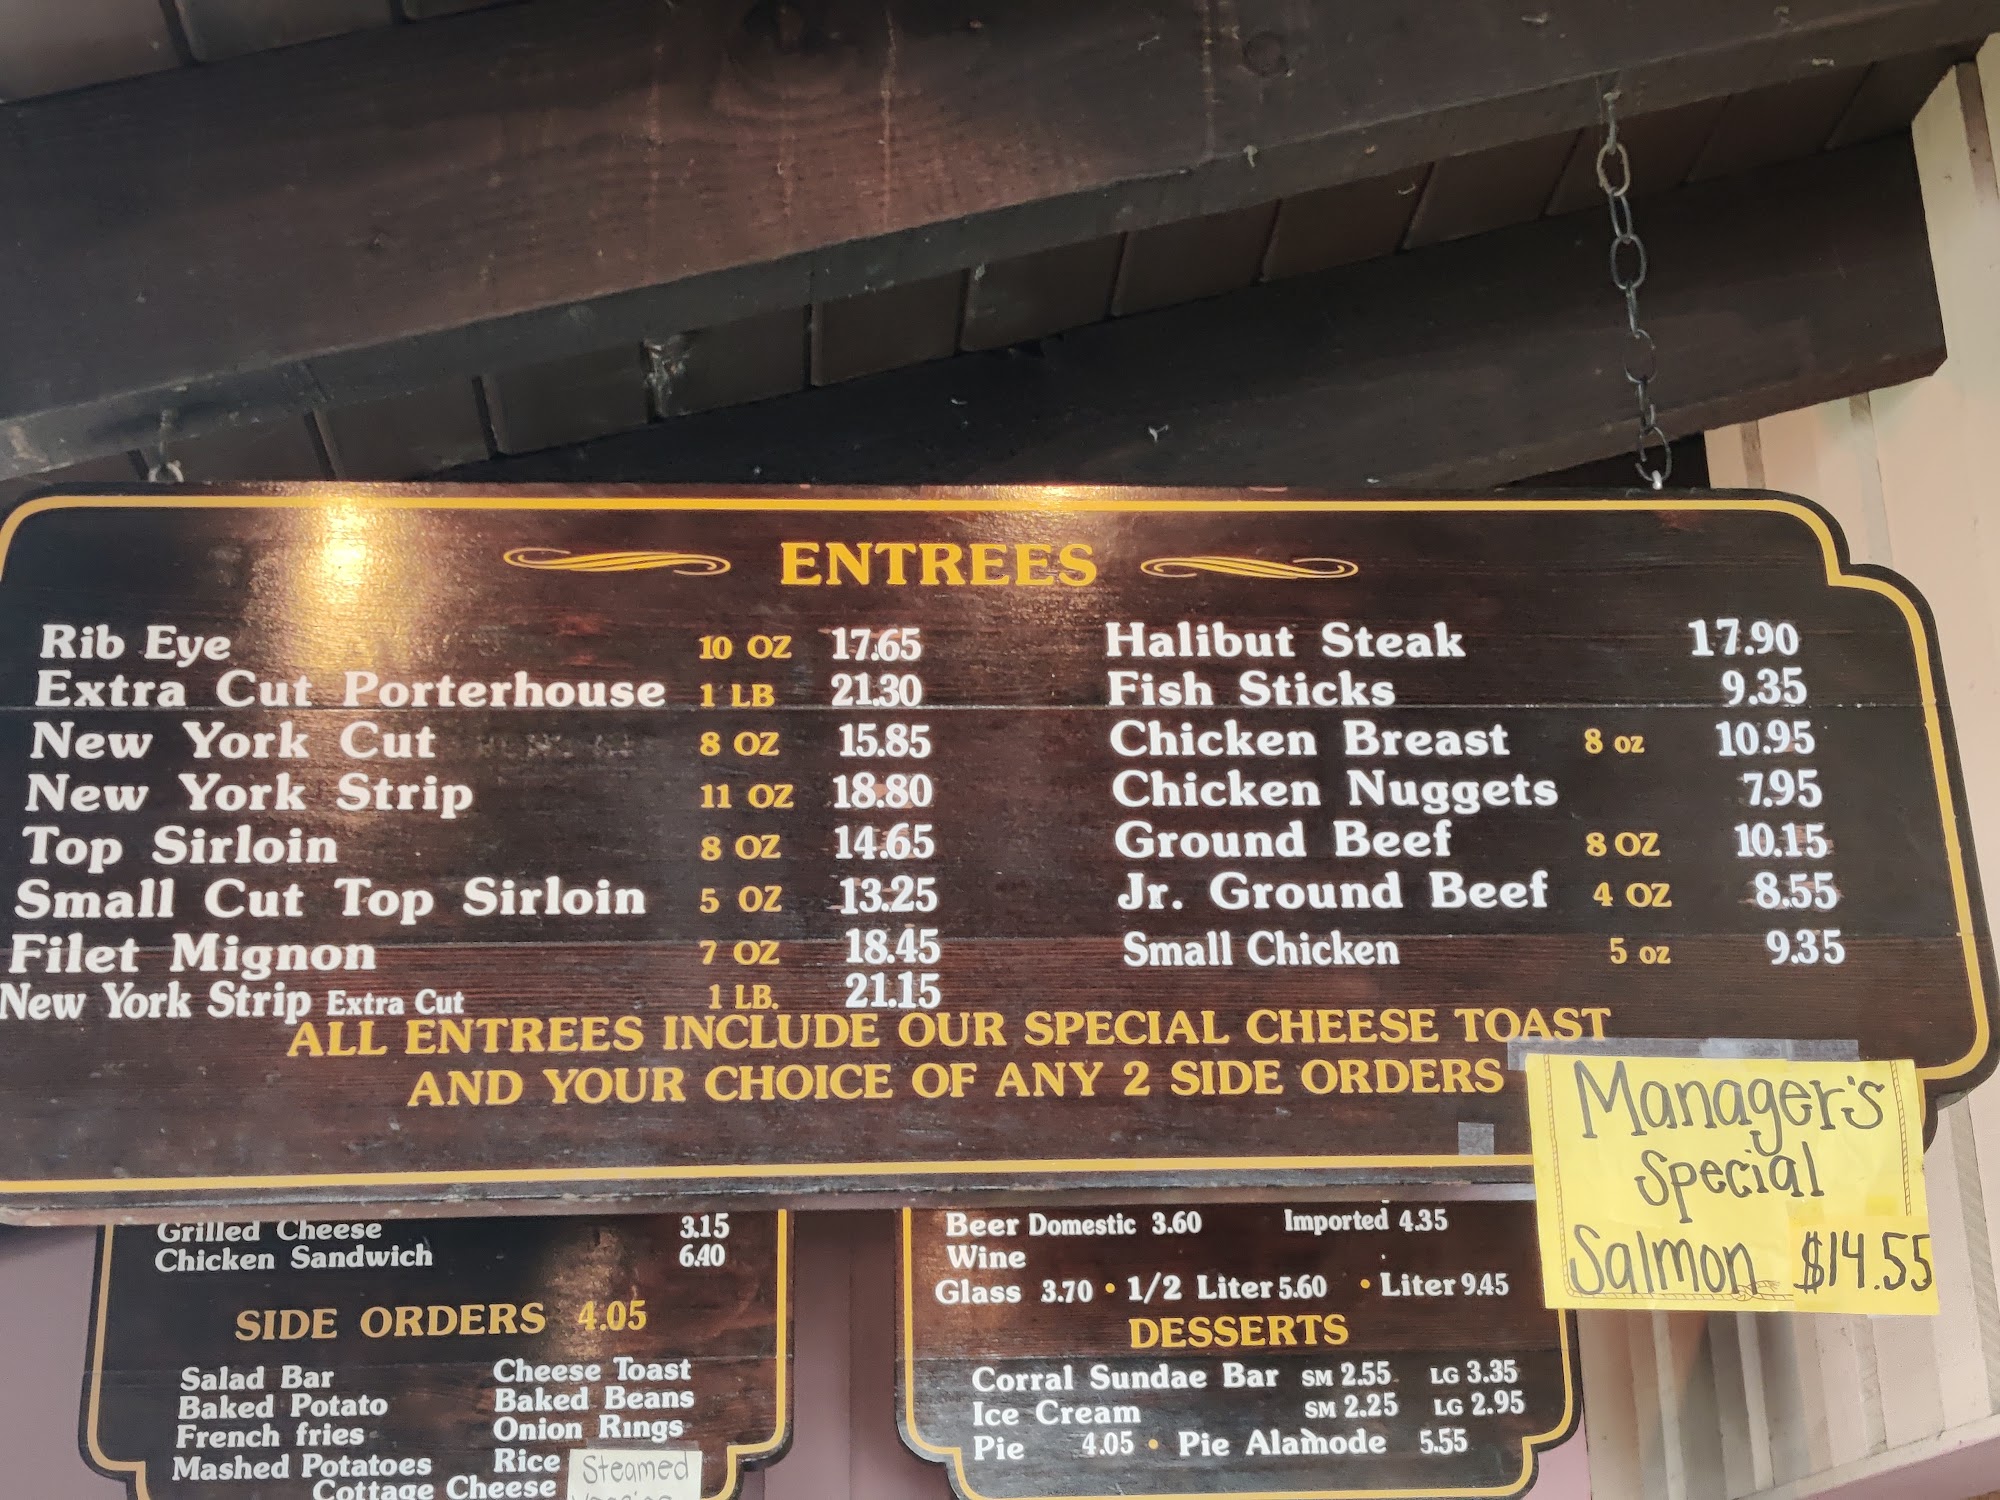 ENTREES
Rib Eye 10 OZ 17.65
Extra Cut Porterhouse 1 LB 21.30
New York Cut 8 OZ 15.85
New York Strip 11 OZ 18.80
Top Sirloin 8 OZ 14.65
Small Cut Top Sirloin 5 OZ 13.25
Filet Mignon 7 OZ 18.45
New York Strip Extra Cut 1 LB. 21.15
Halibut Steak 17.90
Fish Sticks 9.35
Chicken Breast 8 oz 10.95
Chicken Nuggets 7.95
Ground Beef 8 OZ 10.15
Jr. Ground Beef 4 OZ 8.55
Small Chicken 5 oz 9.35
ALL ENTREES INCLUDE OUR SPECIAL CHEESE TOAST
AND YOUR CHOICE OF ANY 2 SIDE ORDERS
Manager's
Special
Salmon $14.55
Grilled Cheese 3.15
Chicken Sandwich 6.40
SIDE ORDERS 4.05
Salad Bar
Baked Potato
French fries
Mashed Potatoes
Cottage Cheese
Cheese Toast
Baked Beans
Onion Rings
Rice
Steamed
Beer Domestic 3.60 Imported 4.35
Wine
Glass 3.70 • 1/2 Liter 5.60 • Liter 9.45
DESSERTS
Corral Sundae Bar SM 2.55 LG 3.35
Ice Cream SM 2.25 LG 2.95
Pie 4.05 • Pie Alamode 5.55